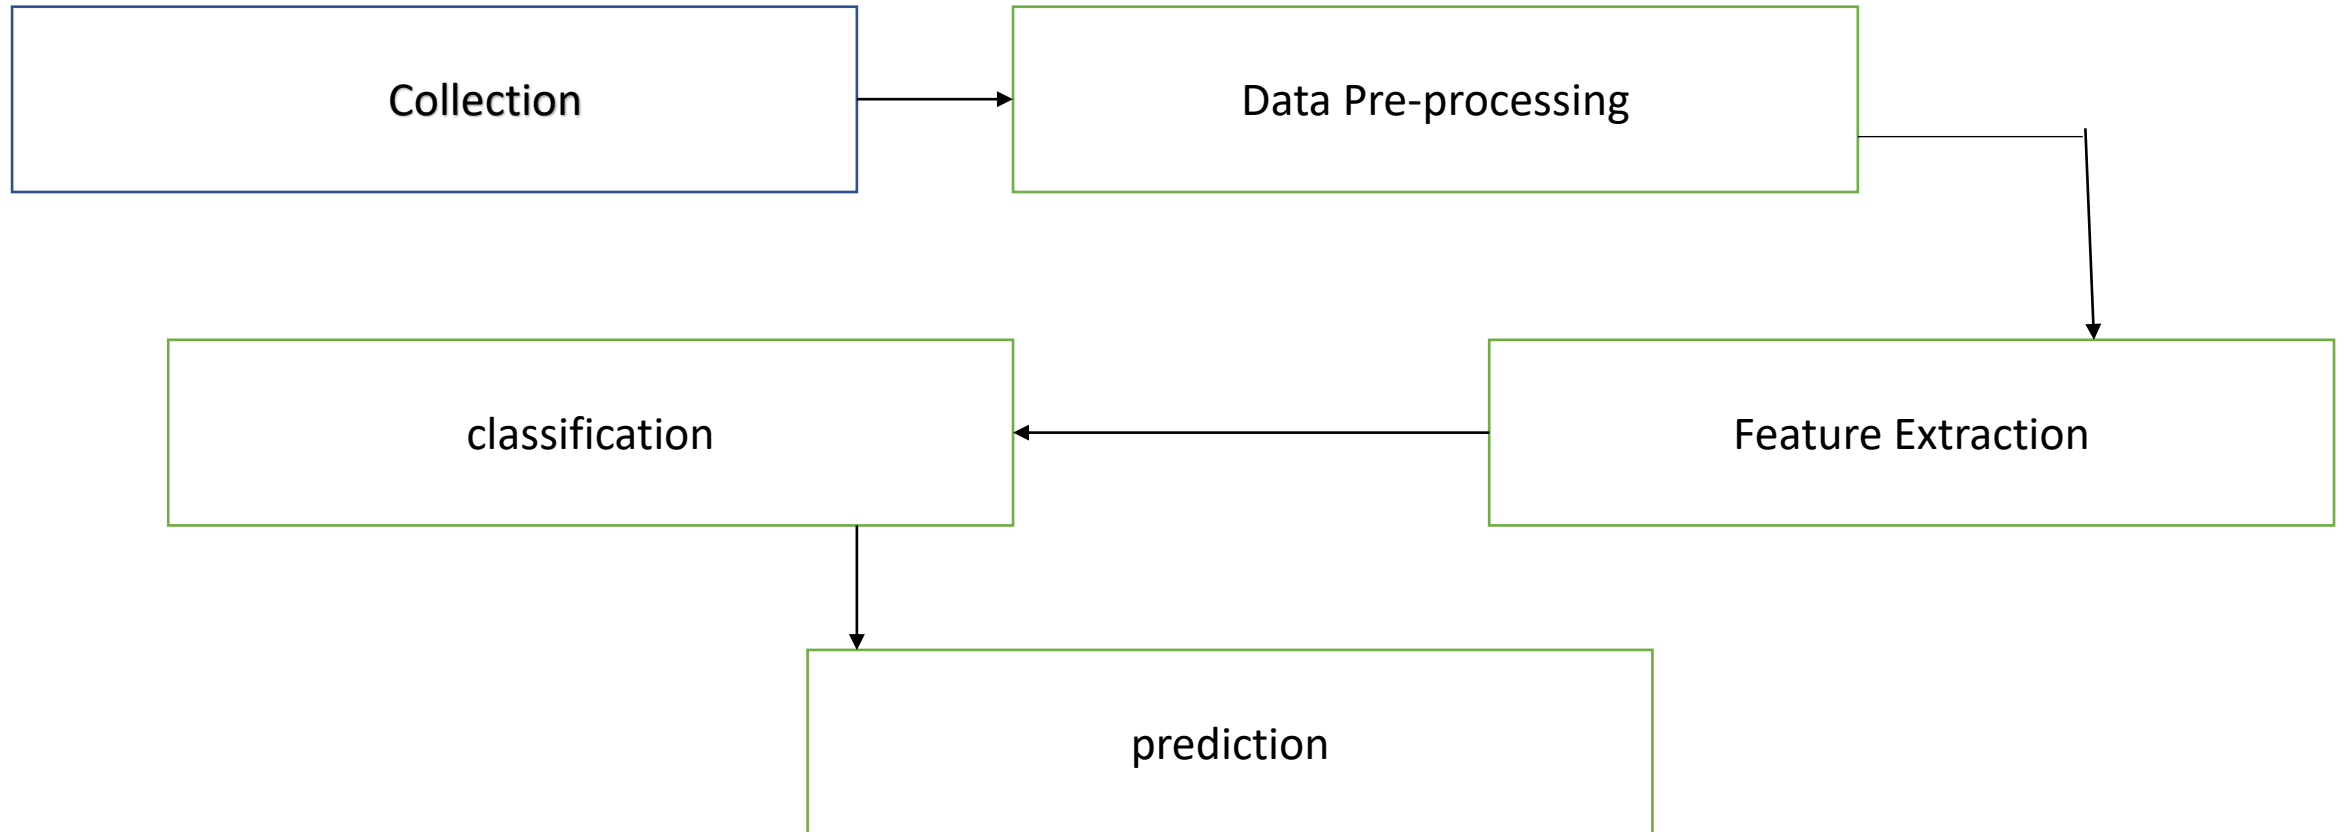 Collection
Data Pre-processing
Feature Extraction
classification
prediction